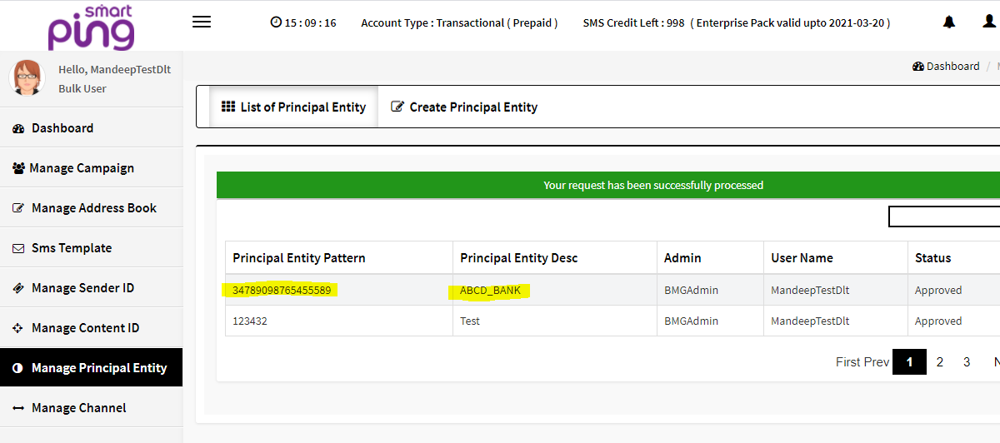 smart
ping
15 : 09 : 16
Account Type : Transactional ( Prepaid )
SMS Credit Left : 998 ( Enterprise Pack valid upto 2021-03-20 )
Hello, MandeepTestDlt
Bulk User
Dashboard /
List of Principal Entity
Create Principal Entity
Dashboard
Manage Campaign
Manage Address Book
Sms Template
Manage Sender ID
Manage Content ID
Manage Principal Entity
Manage Channel
Your request has been successfully processed
Principal Entity Pattern Principal Entity Desc Admin User Name Status
34789098765455589 ABCD_BANK BMGAdmin MandeepTestDlt Approved
123432 Test BMGAdmin MandeepTestDlt Approved
First Prev 1 2 3